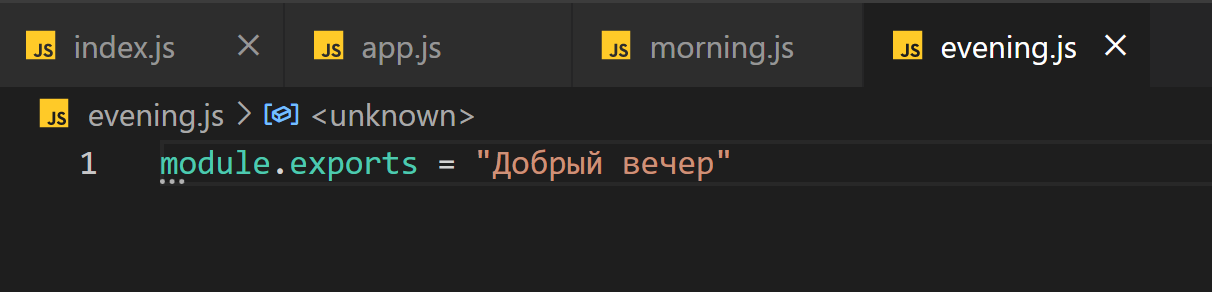 JS index.js JS app.js JS morning.js JS evening.js
JS evening.js > <unknown>
1 module.exports = "Добрый вечер"